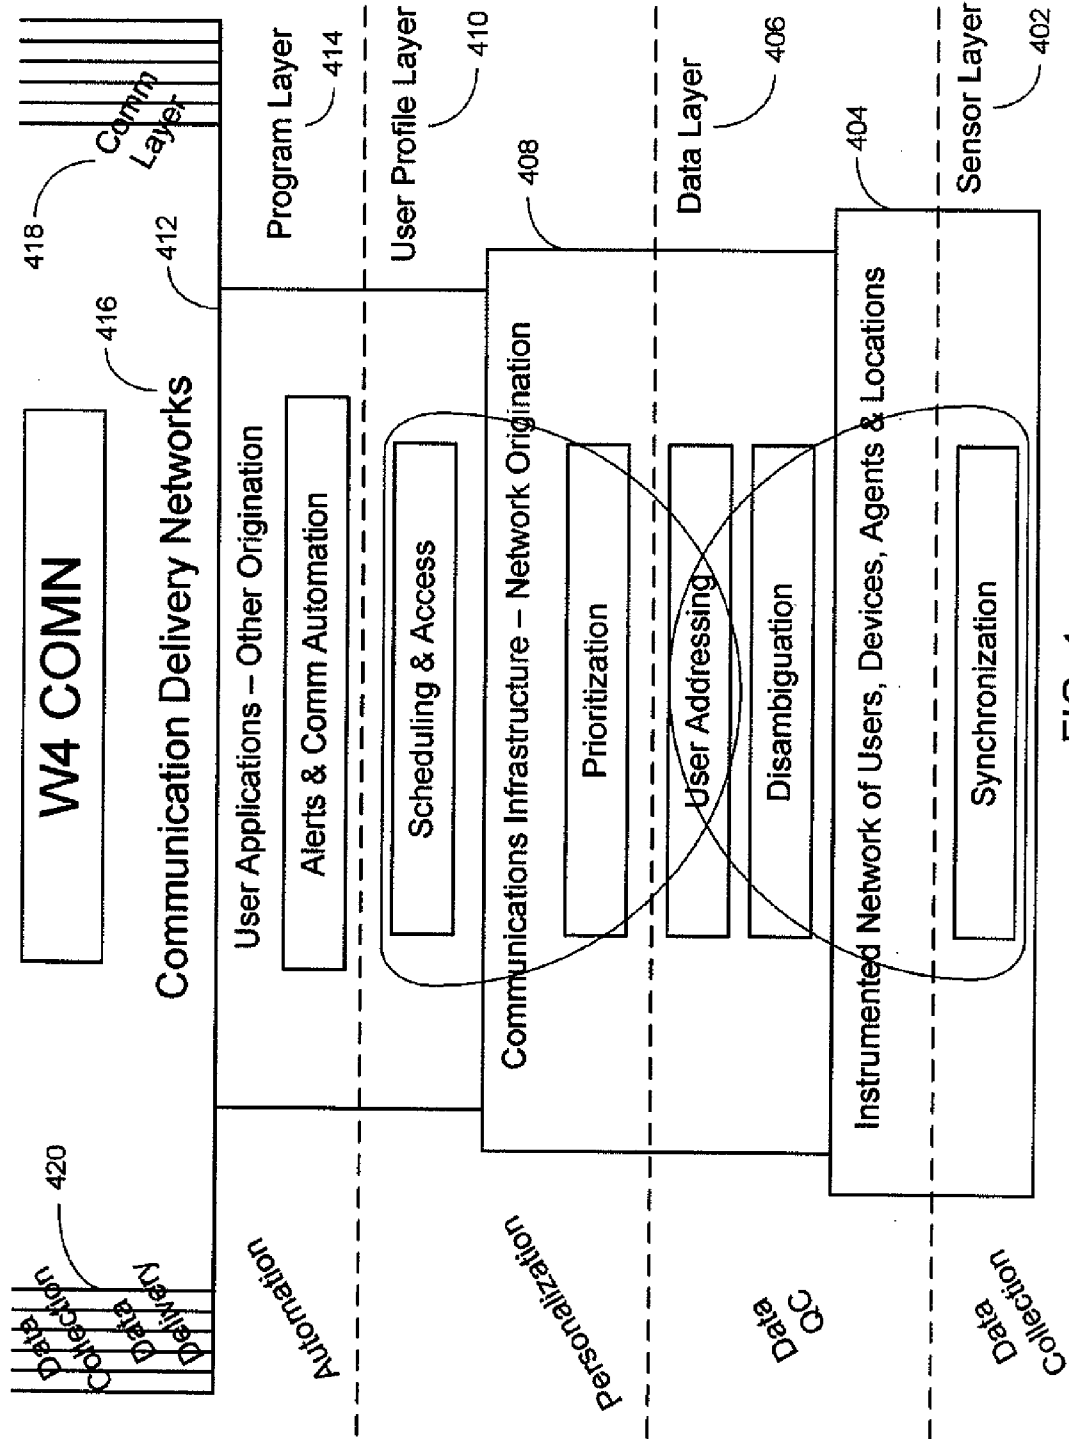 W4 COMN
418
Comm
Layer
420
Data
Collection
Data
Delivery
Communication Delivery Networks
416
412
Automation
User Applications – Other Origination
Program Layer
414
Alerts & Comm Automation
Scheduling & Access
User Profile Layer
410
Personalization
Communications Infrastructure – Network Origination
408
Prioritization
Data
QC
User Addressing
Data Layer
406
Disambiguation
Instrumented Network of Users, Devices, Agents & Locations
404
Data
Collection
Synchronization
Sensor Layer
402